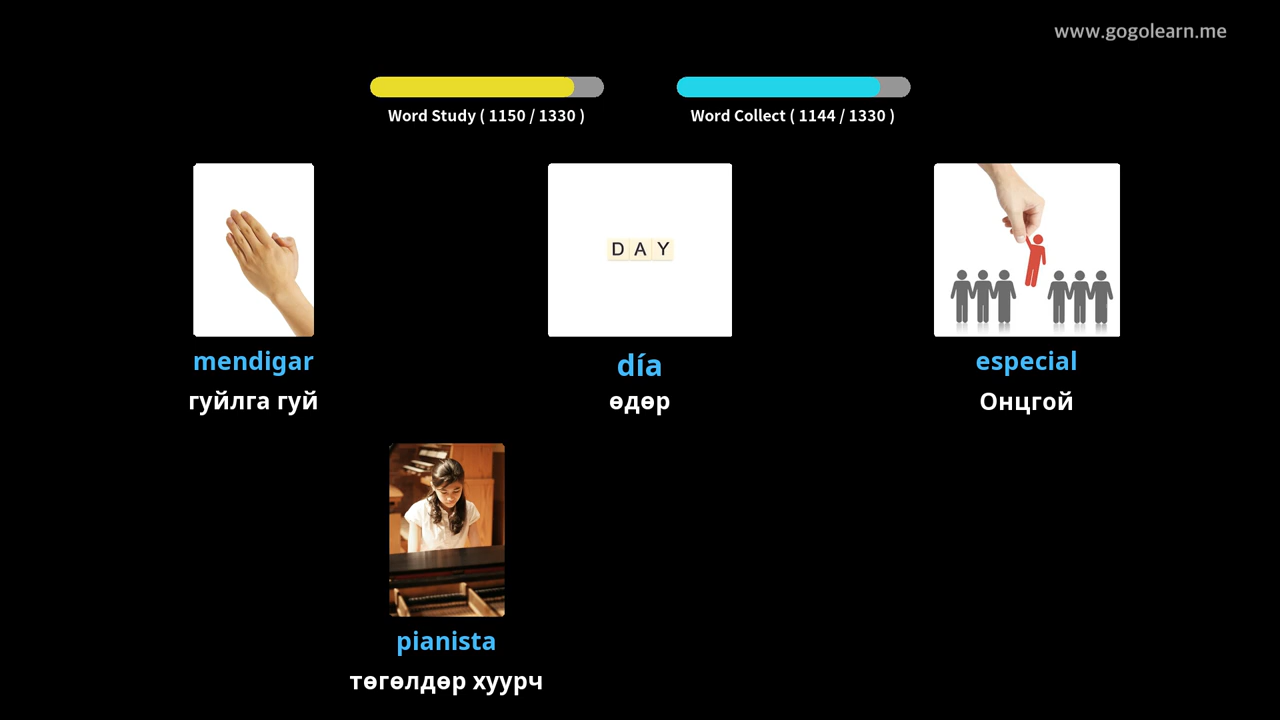 www.gogolearn.me
Word Study ( 1150 / 1330 )
Word Collect ( 1144 / 1330 )
DAY
mendigar
гуйлга гуй
día
өдөр
especial
Онцгой
pianista
төгөлдөр хуурч